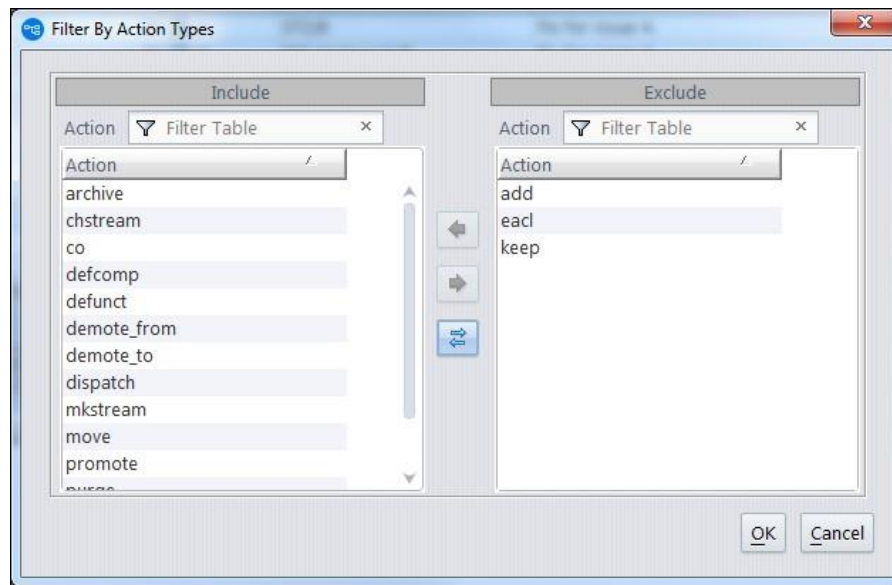 Filter By Action Types
Include
Exclude
Action Filter Table
Action Filter Table
Action
Action
archive
add
chstream
eacl
co
keep
defcomp
defunct
demote_from
demote_to
dispatch
mkstream
move
promote
purge
OK Cancel